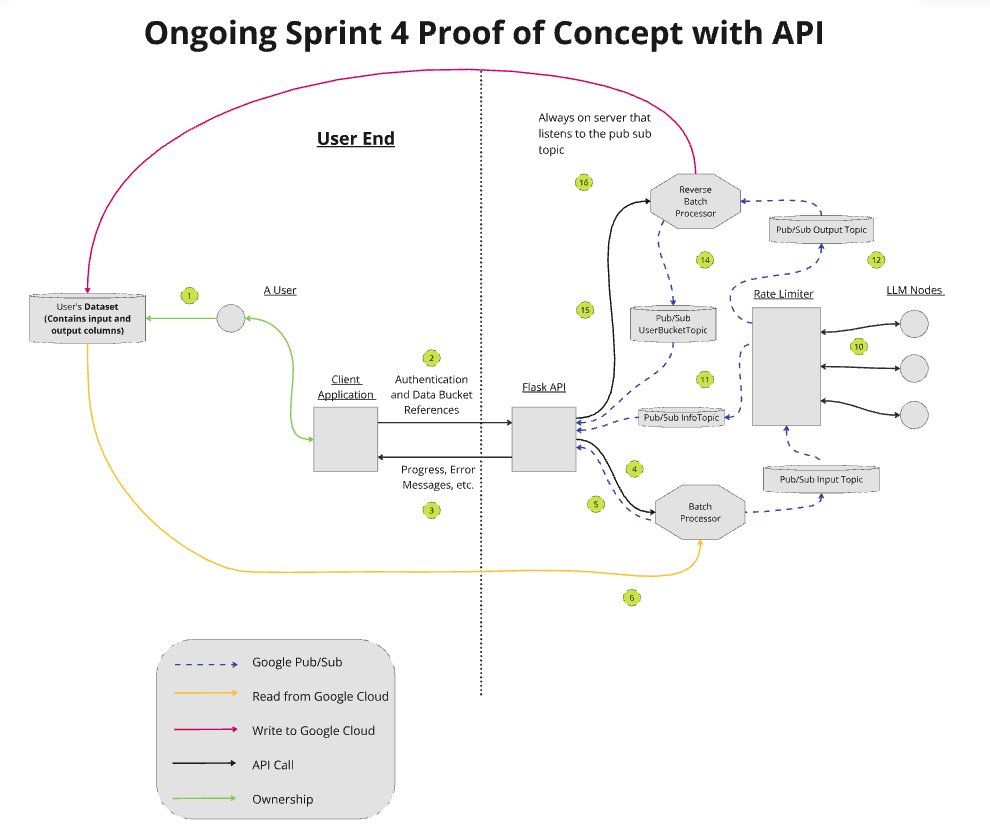 Ongoing Sprint 4 Proof of Concept with API
User End
Always on server that
listens to the pub sub
topic
16
Reverse
Batch
Processor
Pub/Sub Output Topic
14
12
1
A User
User's Dataset
(Contains input and
output columns)
15
Pub/Sub
UserBucketTopic
Rate Limiter
LLM Nodes
10
2
Authentication
and Data Bucket
References
Client
Application
Flask API
11
Pub/Sub InfoTopic
Progress, Error
Messages, etc.
3
4
5
Batch
Processor
Pub/Sub Input Topic
6
Google Pub/Sub
Read from Google Cloud
Write to Google Cloud
API Call
Ownership